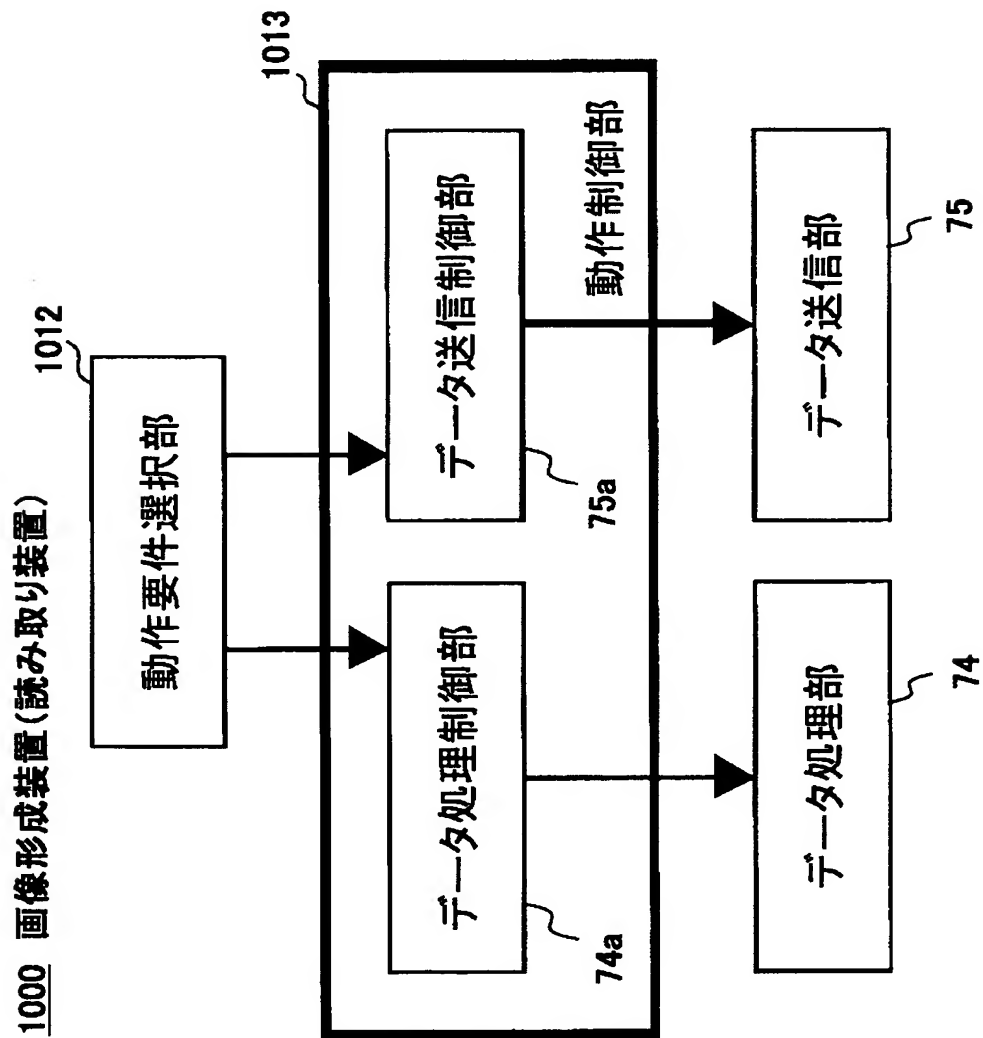 1000 画像形成装置(読み取り装置)
1012
動作要件選択部
1013
データ処理制御部
74a
データ送信制御部
75a
動作制御部
データ処理部
74
データ送信部
75